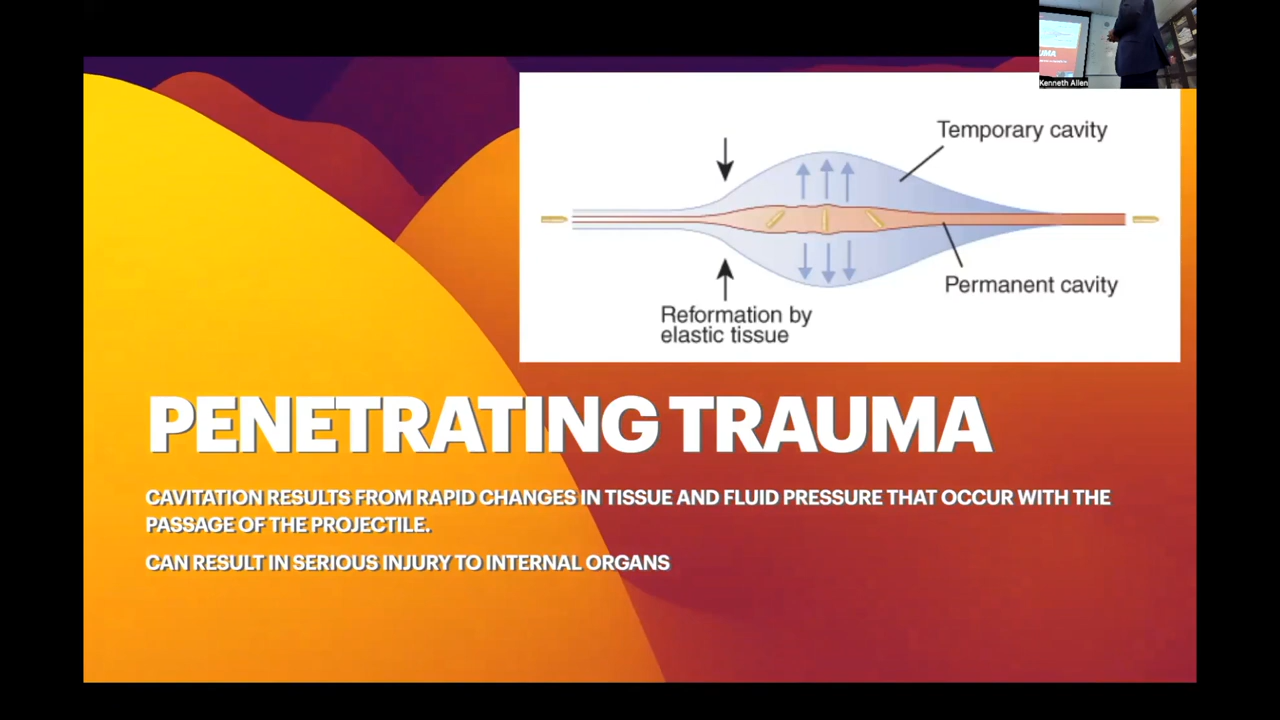 Kenneth Allen
UMA
Temporary cavity
Permanent cavity
Reformation by
elastic tissue
PENETRATING TRAUMA
CAVITATION RESULTS FROM RAPID CHANGES IN TISSUE AND FLUID PRESSURE THAT OCCUR WITH THE
PASSAGE OF THE PROJECTILE.
CAN RESULT IN SERIOUS INJURY TO INTERNAL ORGANS